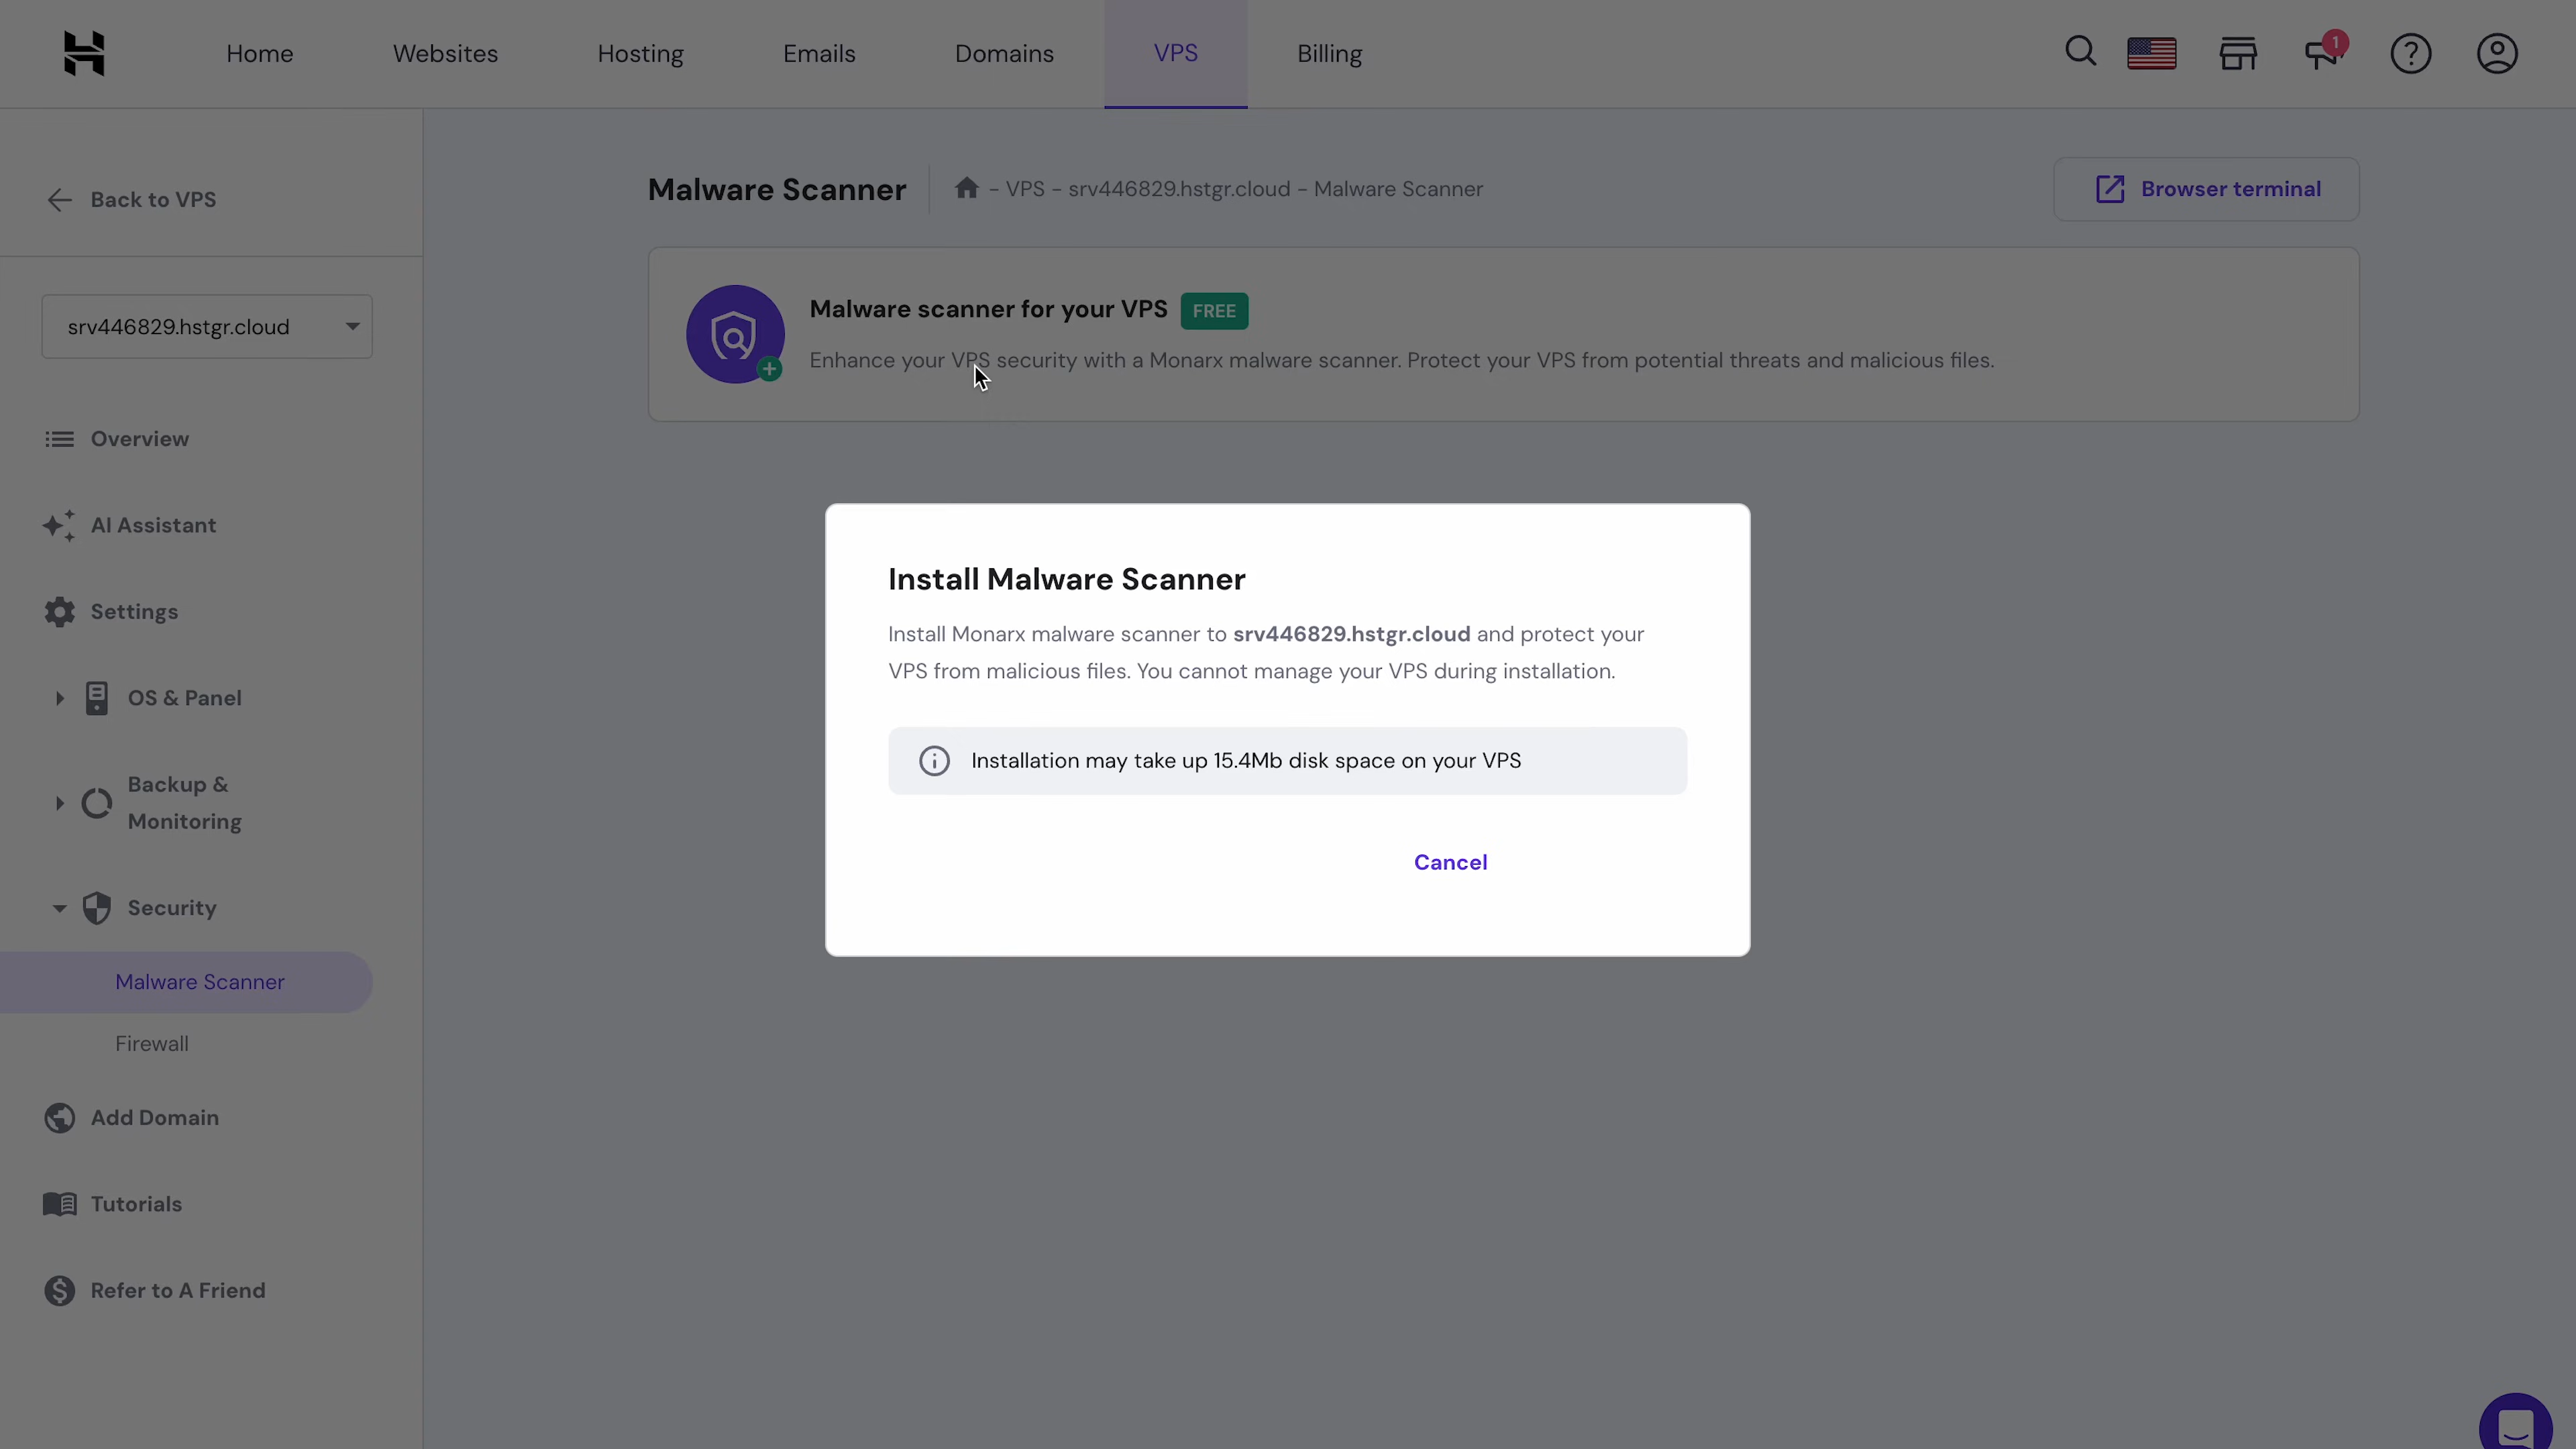 Home
Websites
Hosting
Emails
Domains
VPS
Billing
1
Back to VPS
srv446829.hstgr.cloud
Overview
AI Assistant
Settings
OS & Panel
Backup &
Monitoring
Security
Malware Scanner
Firewall
Add Domain
Tutorials
Refer to A Friend
Malware Scanner
- VPS - srv446829.hstgr.cloud - Malware Scanner
Browser terminal
Malware scanner for your VPS FREE
Enhance your VPS security with a Monarx malware scanner. Protect your VPS from potential threats and malicious files.
Install Malware Scanner
Install Monarx malware scanner to srv446829.hstgr.cloud and protect your
VPS from malicious files. You cannot manage your VPS during installation.
Installation may take up 15.4Mb disk space on your VPS
Cancel